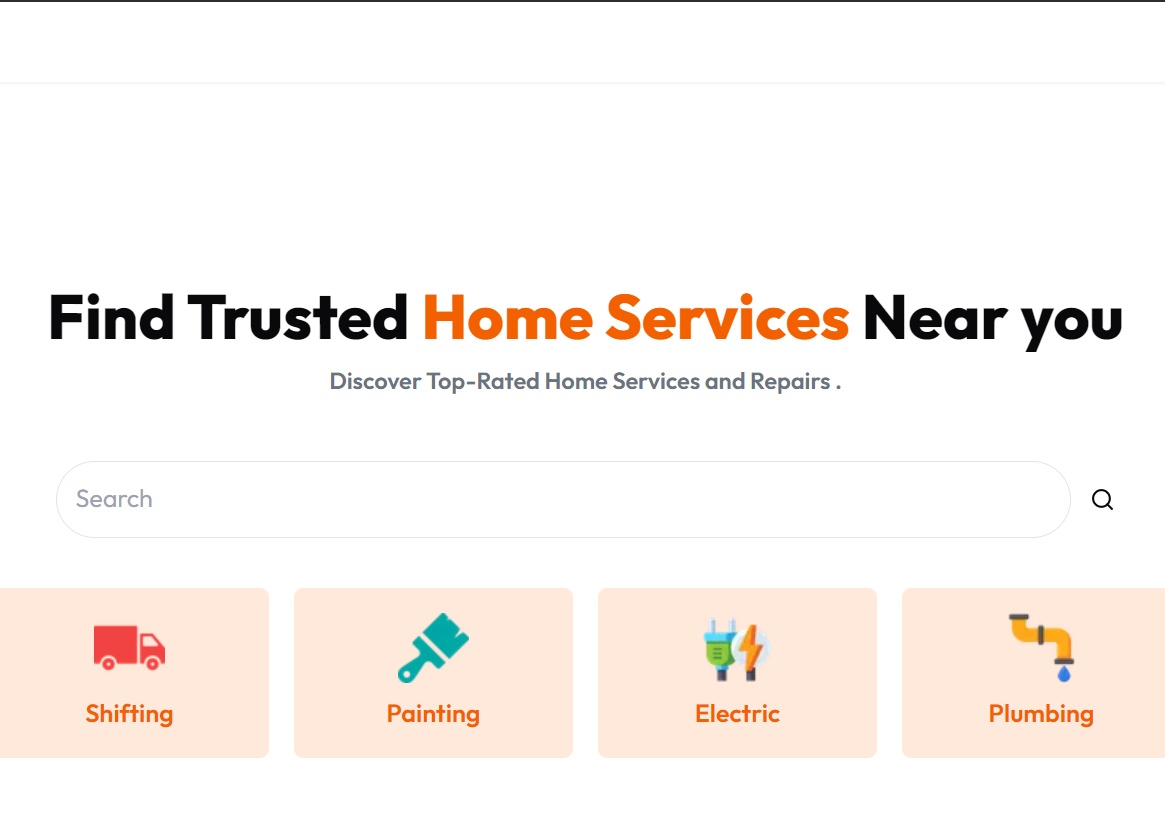 Find Trusted Home Services Near you
Discover Top-Rated Home Services and Repairs .
Search
Shifting
Painting
Electric
Plumbing